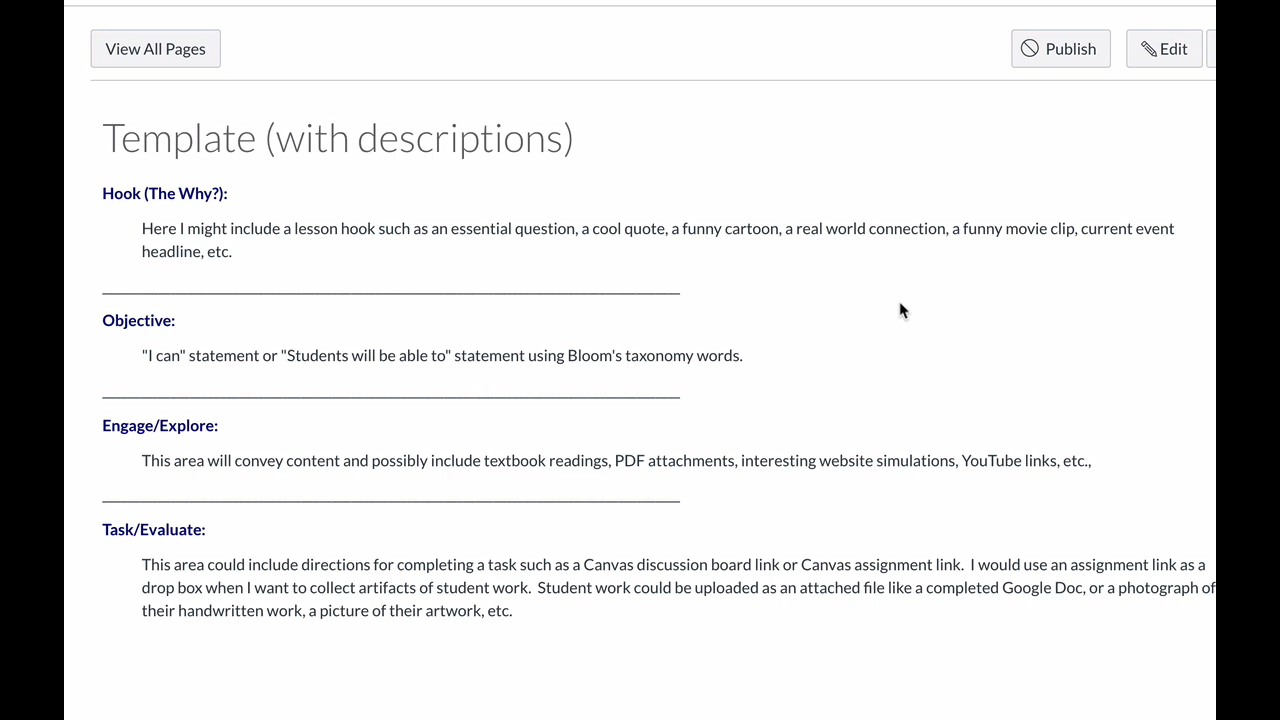 View All Pages
Publish
Edit
Template (with descriptions)
Hook (The Why?):
Here I might include a lesson hook such as an essential question, a cool quote, a funny cartoon, a real world connection, a funny movie clip, current event
headline, etc.
Objective:
"I can" statement or "Students will be able to" statement using Bloom's taxonomy words.
Engage/Explore:
This area will convey content and possibly include textbook readings, PDF attachments, interesting website simulations, YouTube links, etc.,
Task/Evaluate:
This area could include directions for completing a task such as a Canvas discussion board link or Canvas assignment link.  I would use an assignment link as a
drop box when I want to collect artifacts of student work.  Student work could be uploaded as an attached file like a completed Google Doc, or a photograph of
their handwritten work, a picture of their artwork, etc.